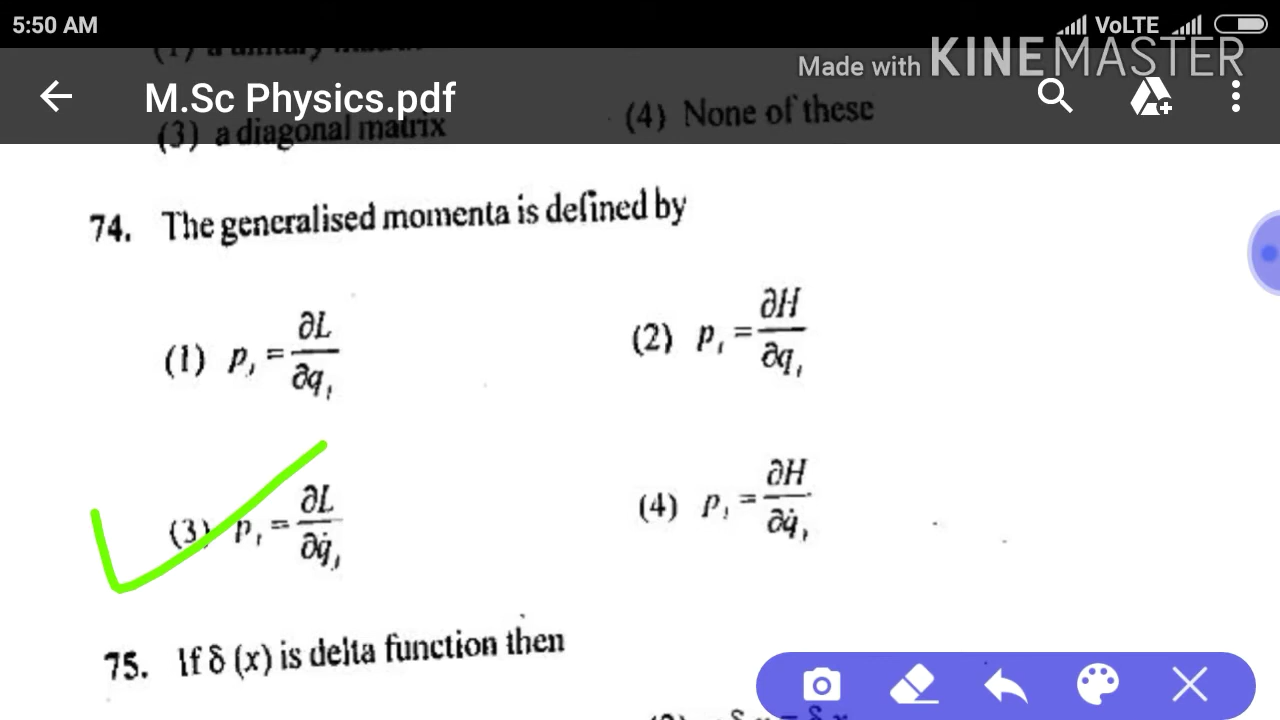 5:50 AM VoLTE
Made with KINEMASTER
M.Sc Physics.pdf
(3) a diagonal matrix (4) None of these
74. The generalised momenta is defined by
(1) pᵢ = ∂L/∂qᵢ (2) pᵢ = ∂H/∂qᵢ
(3) pᵢ = ∂L/∂q̇ᵢ (4) pᵢ = ∂H/∂q̇ᵢ
75. If δ (x) is delta function then